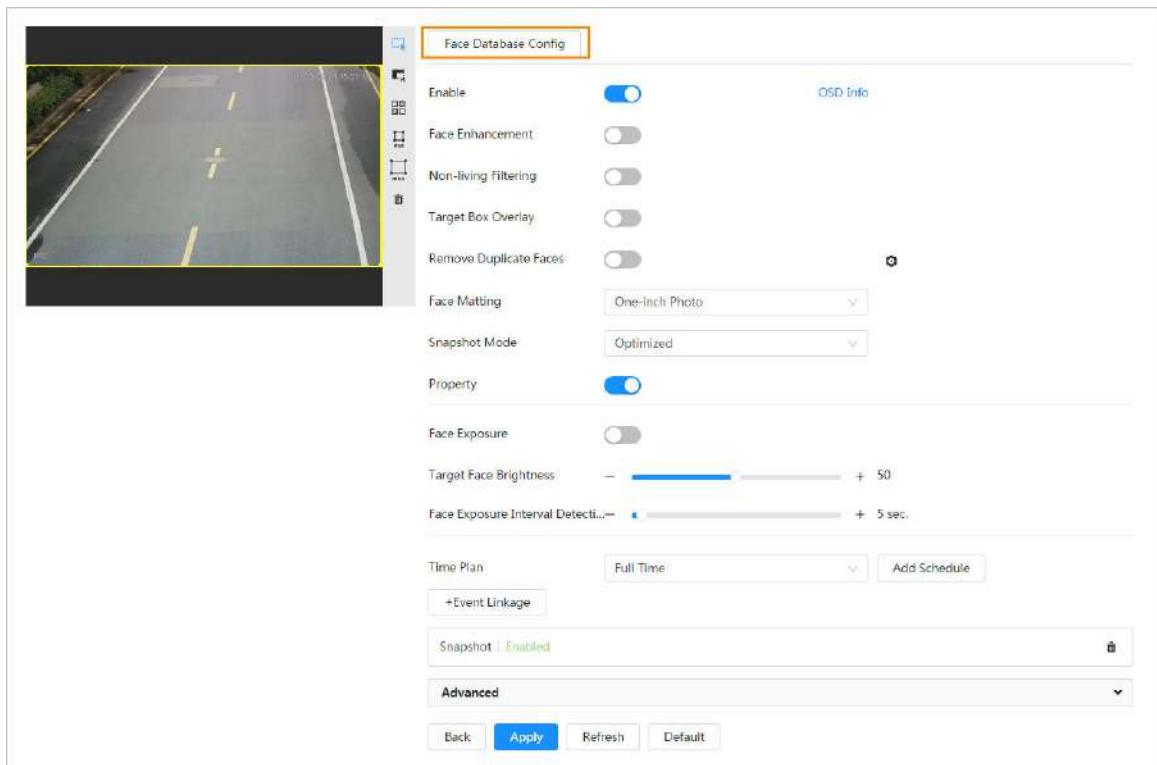 Face Database Config
Enable
OSD Info
Face Enhancement
Non-living Filtering
Target Box Overlay
Remove Duplicate Faces
Face Matting
One-Inch Photo
Snapshot Mode
Optimized
Property
Face Exposure
Target Face Brightness
50
Face Exposure Interval Detecti...
5 sec.
Time Plan
Full Time
Add Schedule
+Event Linkage
Snapshot | Enabled
Advanced
Back
Apply
Refresh
Default